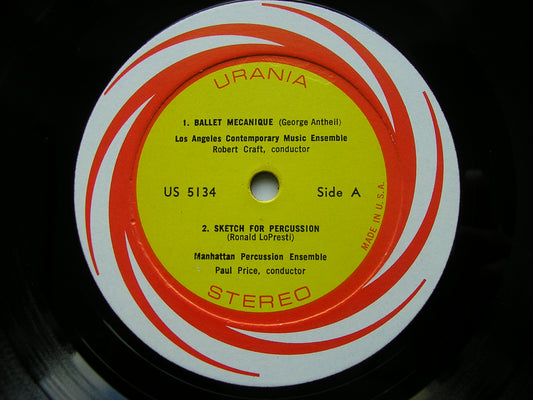 URANIA
1. BALLET MECANIQUE (George Antheil)
Los Angeles Contemporary Music Ensemble
Robert Craft, conductor
US 5134 Side A
MADE IN U.S.A.
2. SKETCH FOR PERCUSSION
(Ronald LoPresti)
Manhattan Percussion Ensemble
Paul Price, conductor
STEREO